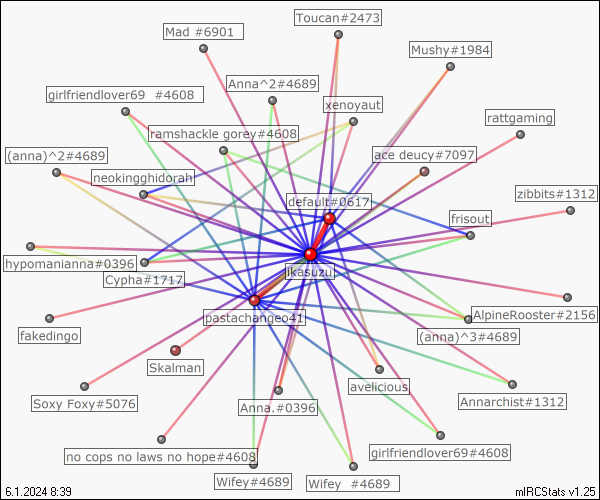 Toucan#2473
Mad #6901
Mushy#1984
Anna^2#4689
girlfriendlover69  #4608
xenoyaut
rattgaming
ramshackle gorey#4608
(anna)^2#4689
ace deucy#7097
neokingghidorah
zibbits#1312
default#0617
frisout
hypomanianna#0396
ikasuzu
Cypha#1717
AlpineRooster#2156
pastachangeo41
fakedingo
(anna)^3#4689
Skalman
avelicious
Soxy Foxy#5076
Anna.#0396
Annarchist#1312
no cops no laws no hope#4608
girlfriendlover69#4608
Wifey#4689
Wifey  #4689
6.1.2024 8:39
mIRCStats v1.25